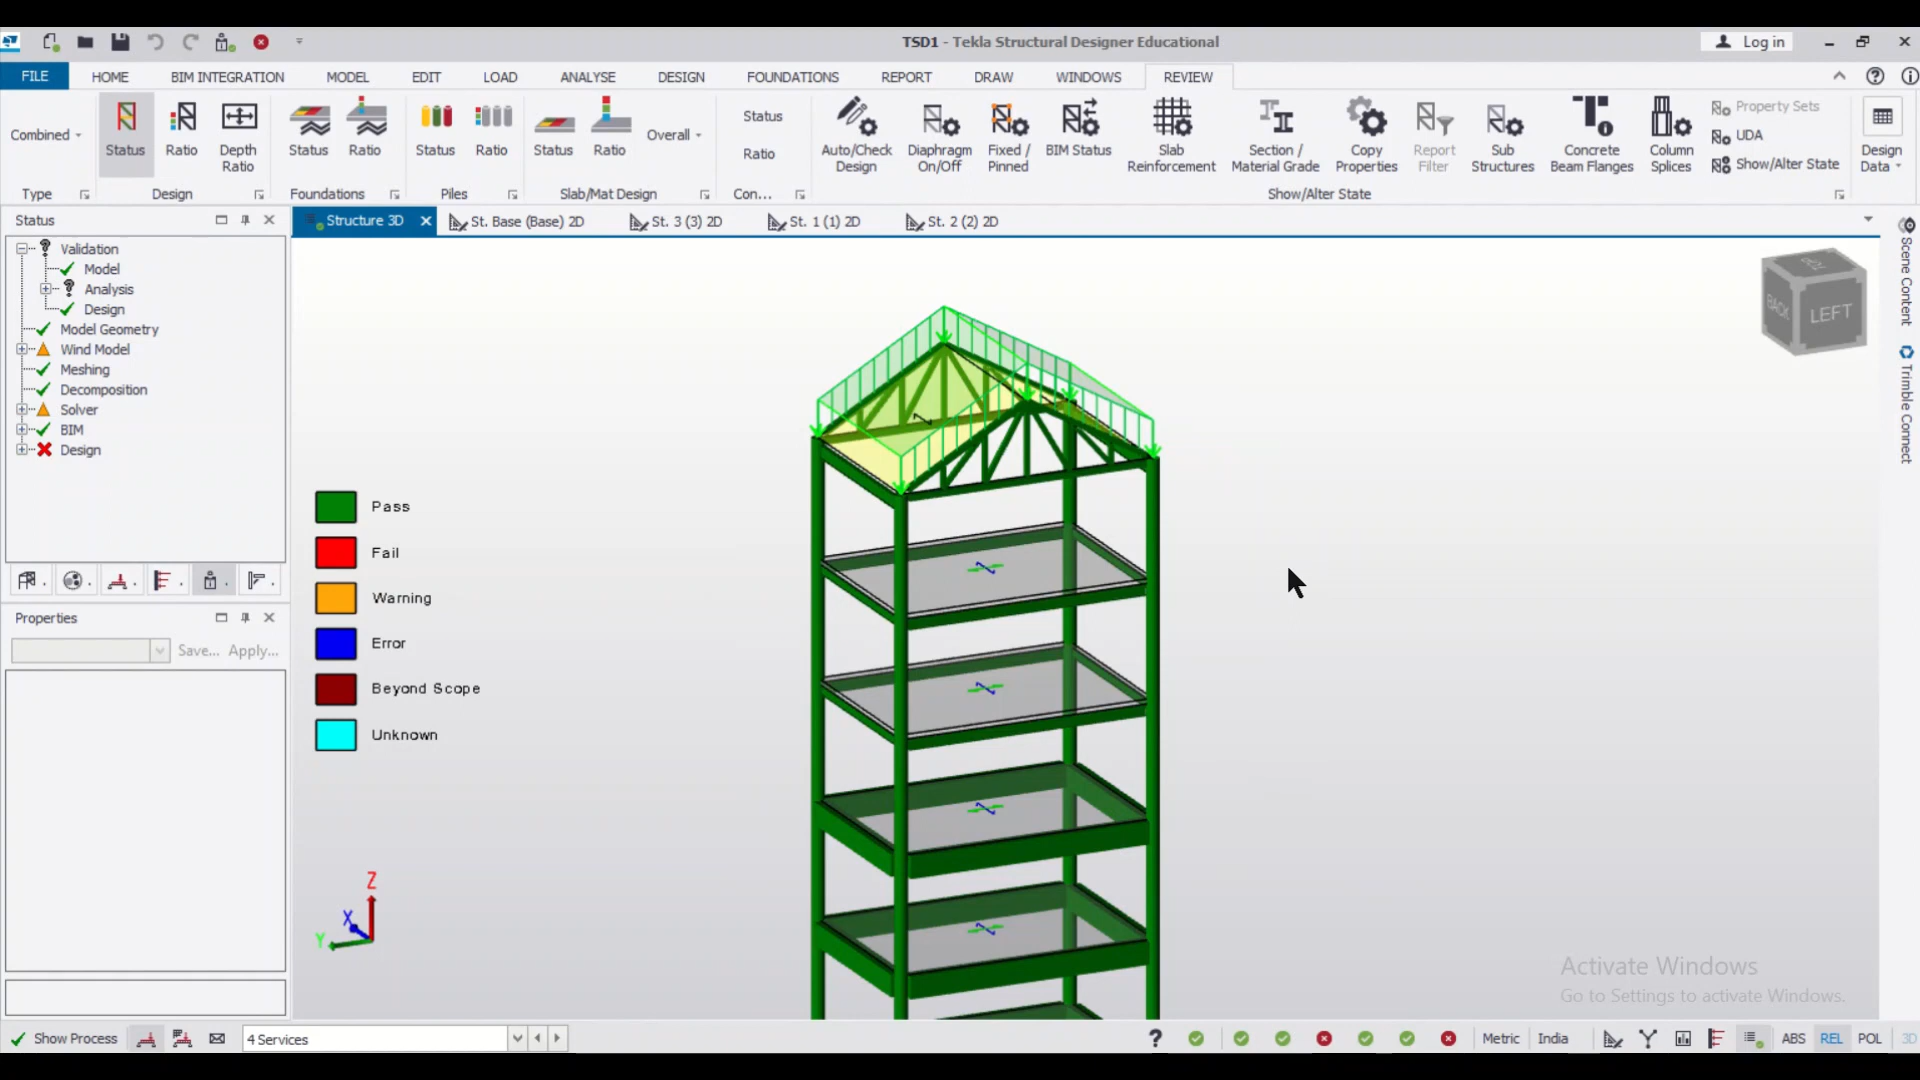 TSD1 - Tekla Structural Designer Educational
Log in
FILE HOME BIM INTEGRATION MODEL EDIT LOAD ANALYSE DESIGN FOUNDATIONS REPORT DRAW WINDOWS REVIEW
Combined
Type
Status
Ratio
Depth
Ratio
Design
Status
Ratio
Foundations
Status
Ratio
Piles
Status
Ratio
Overall
Slab/Mat Design
Status
Ratio
Con...
Auto/Check
Design
Diaphragm
On/Off
Fixed /
Pinned
BIM Status
Slab
Reinforcement
Section /
Material Grade
Copy
Properties
Report
Filter
Sub
Structures
Concrete
Beam Flanges
Column
Splices
Property Sets
UDA
Show/Alter State
Show/Alter State
Design
Data
Status
Validation
Model
Analysis
Design
Model Geometry
Wind Model
Meshing
Decomposition
Solver
BIM
Design
Properties
Save... Apply...
Structure 3D
St. Base (Base) 2D
St. 3 (3) 2D
St. 1 (1) 2D
St. 2 (2) 2D
TOP
BACK
LEFT
Scene Content
Trimble Connect
Pass
Fail
Warning
Error
Beyond Scope
Unknown
Z
X
Y
Activate Windows
Go to Settings to activate Windows.
Show Process
4 Services
Metric India
ABS REL POL 3D